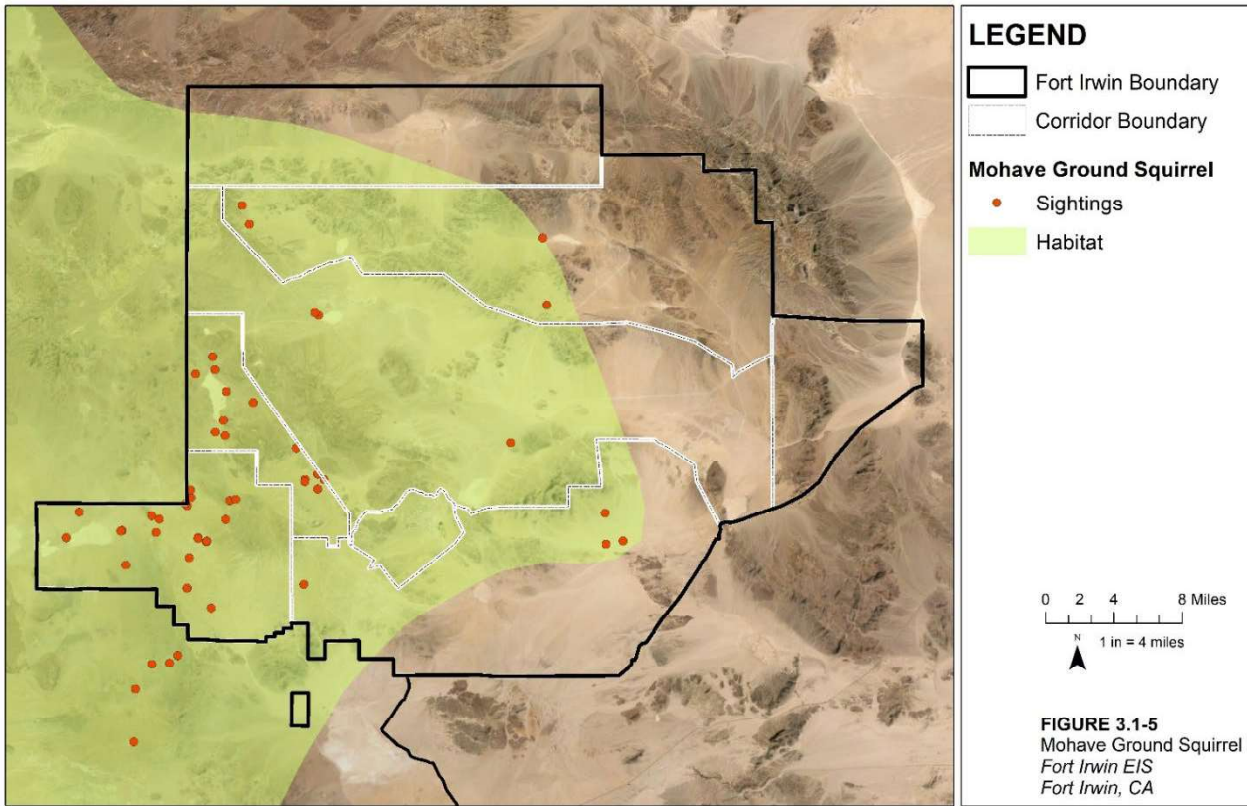 LEGEND
Fort Irwin Boundary
Corridor Boundary
Mohave Ground Squirrel
Sightings
Habitat
0 2 4 8 Miles
N
1 in = 4 miles
FIGURE 3.1-5
Mohave Ground Squirrel
Fort Irwin EIS
Fort Irwin, CA